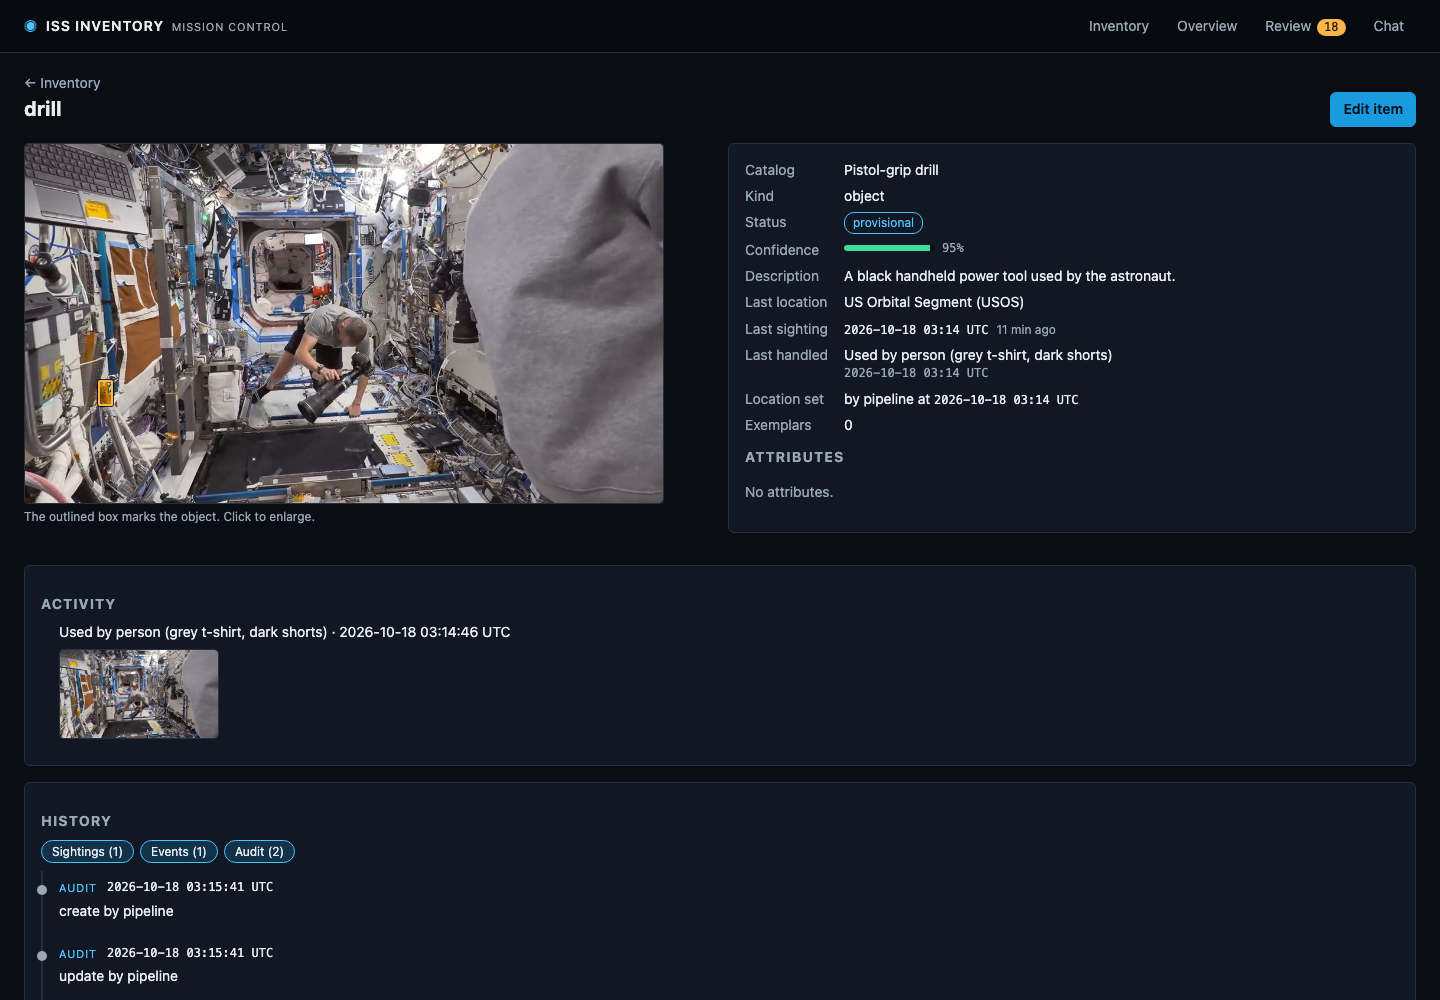 ISS INVENTORY MISSION CONTROL
Inventory Overview Review 18 Chat
← Inventory
drill
Edit item
The outlined box marks the object. Click to enlarge.
Catalog Pistol-grip drill
Kind object
Status provisional
Confidence 95%
Description A black handheld power tool used by the astronaut.
Last location US Orbital Segment (USOS)
Last sighting 2026-10-18 03:14 UTC 11 min ago
Last handled Used by person (grey t-shirt, dark shorts)
2026-10-18 03:14 UTC
Location set by pipeline at 2026-10-18 03:14 UTC
Exemplars 0
ATTRIBUTES
No attributes.
ACTIVITY
Used by person (grey t-shirt, dark shorts) · 2026-10-18 03:14:46 UTC
HISTORY
Sightings (1) Events (1) Audit (2)
AUDIT 2026-10-18 03:15:41 UTC
create by pipeline
AUDIT 2026-10-18 03:15:41 UTC
update by pipeline